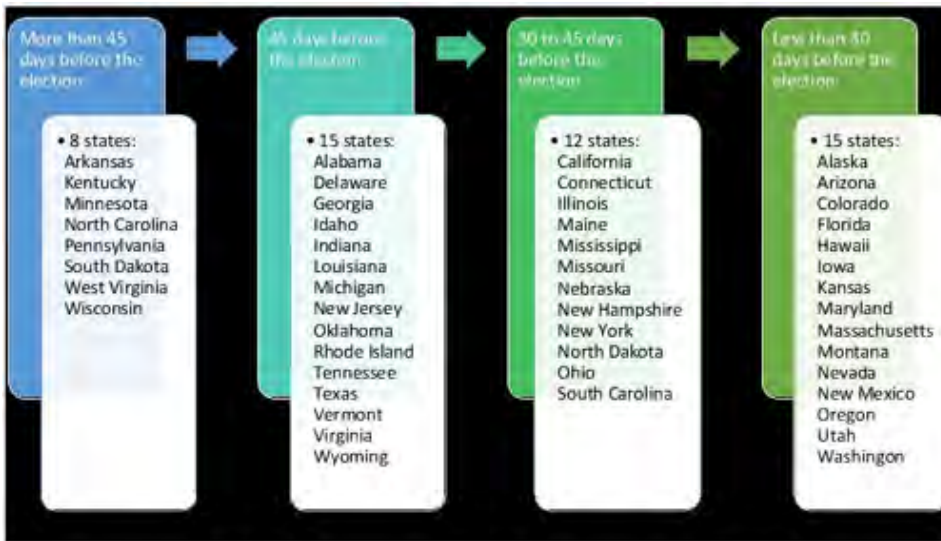 More than 45
days before the
election
• 8 states:
Arkansas
Kentucky
Minnesota
North Carolina
Pennsylvania
South Dakota
West Virginia
Wisconsin
45 days before
the election
• 15 states:
Alabama
Delaware
Georgia
Idaho
Indiana
Louisiana
Michigan
New Jersey
Oklahoma
Rhode Island
Tennessee
Texas
Vermont
Virginia
Wyoming
30 to 45 days
before the
election
• 12 states:
California
Connecticut
Illinois
Maine
Mississippi
Missouri
Nebraska
New Hampshire
New York
North Dakota
Ohio
South Carolina
Less than 30
days before the
election
• 15 states:
Alaska
Arizona
Colorado
Florida
Hawaii
Iowa
Kansas
Maryland
Massachusetts
Montana
Nevada
New Mexico
Oregon
Utah
Washingon